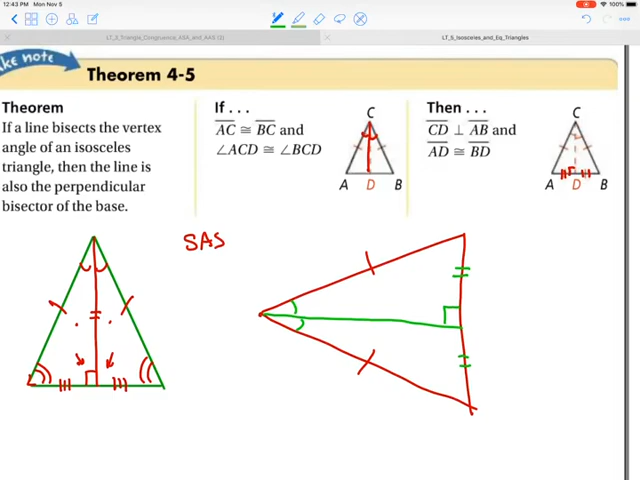 12:43 PM Mon Nov 5
100%
LT_3_Triangle_Congruence_ASA_and_AAS (3)
LT_5_Isosceles_and_Eq_Triangles
ke note
Theorem 4-5
Theorem
If a line bisects the vertex
angle of an isosceles
triangle, then the line is
also the perpendicular
bisector of the base.
If . . .
AC ≅ BC and
∠ACD ≅ ∠BCD
C
A D B
Then . . .
CD ⊥ AB and
AD ≅ BD
C
A D B
SAS